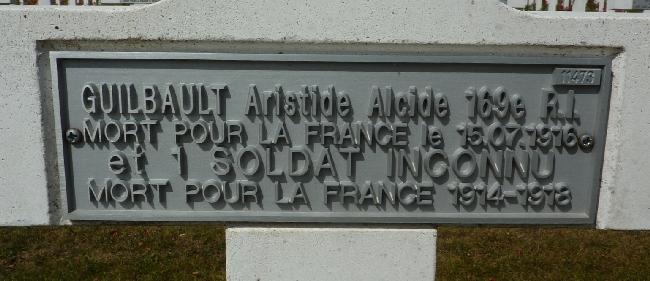 11473
GUILBAULT Aristide Alcide 169e R.I.
MORT POUR LA FRANCE le 15.07.1916
et 1 SOLDAT INCONNU
MORT POUR LA FRANCE 1914-1918